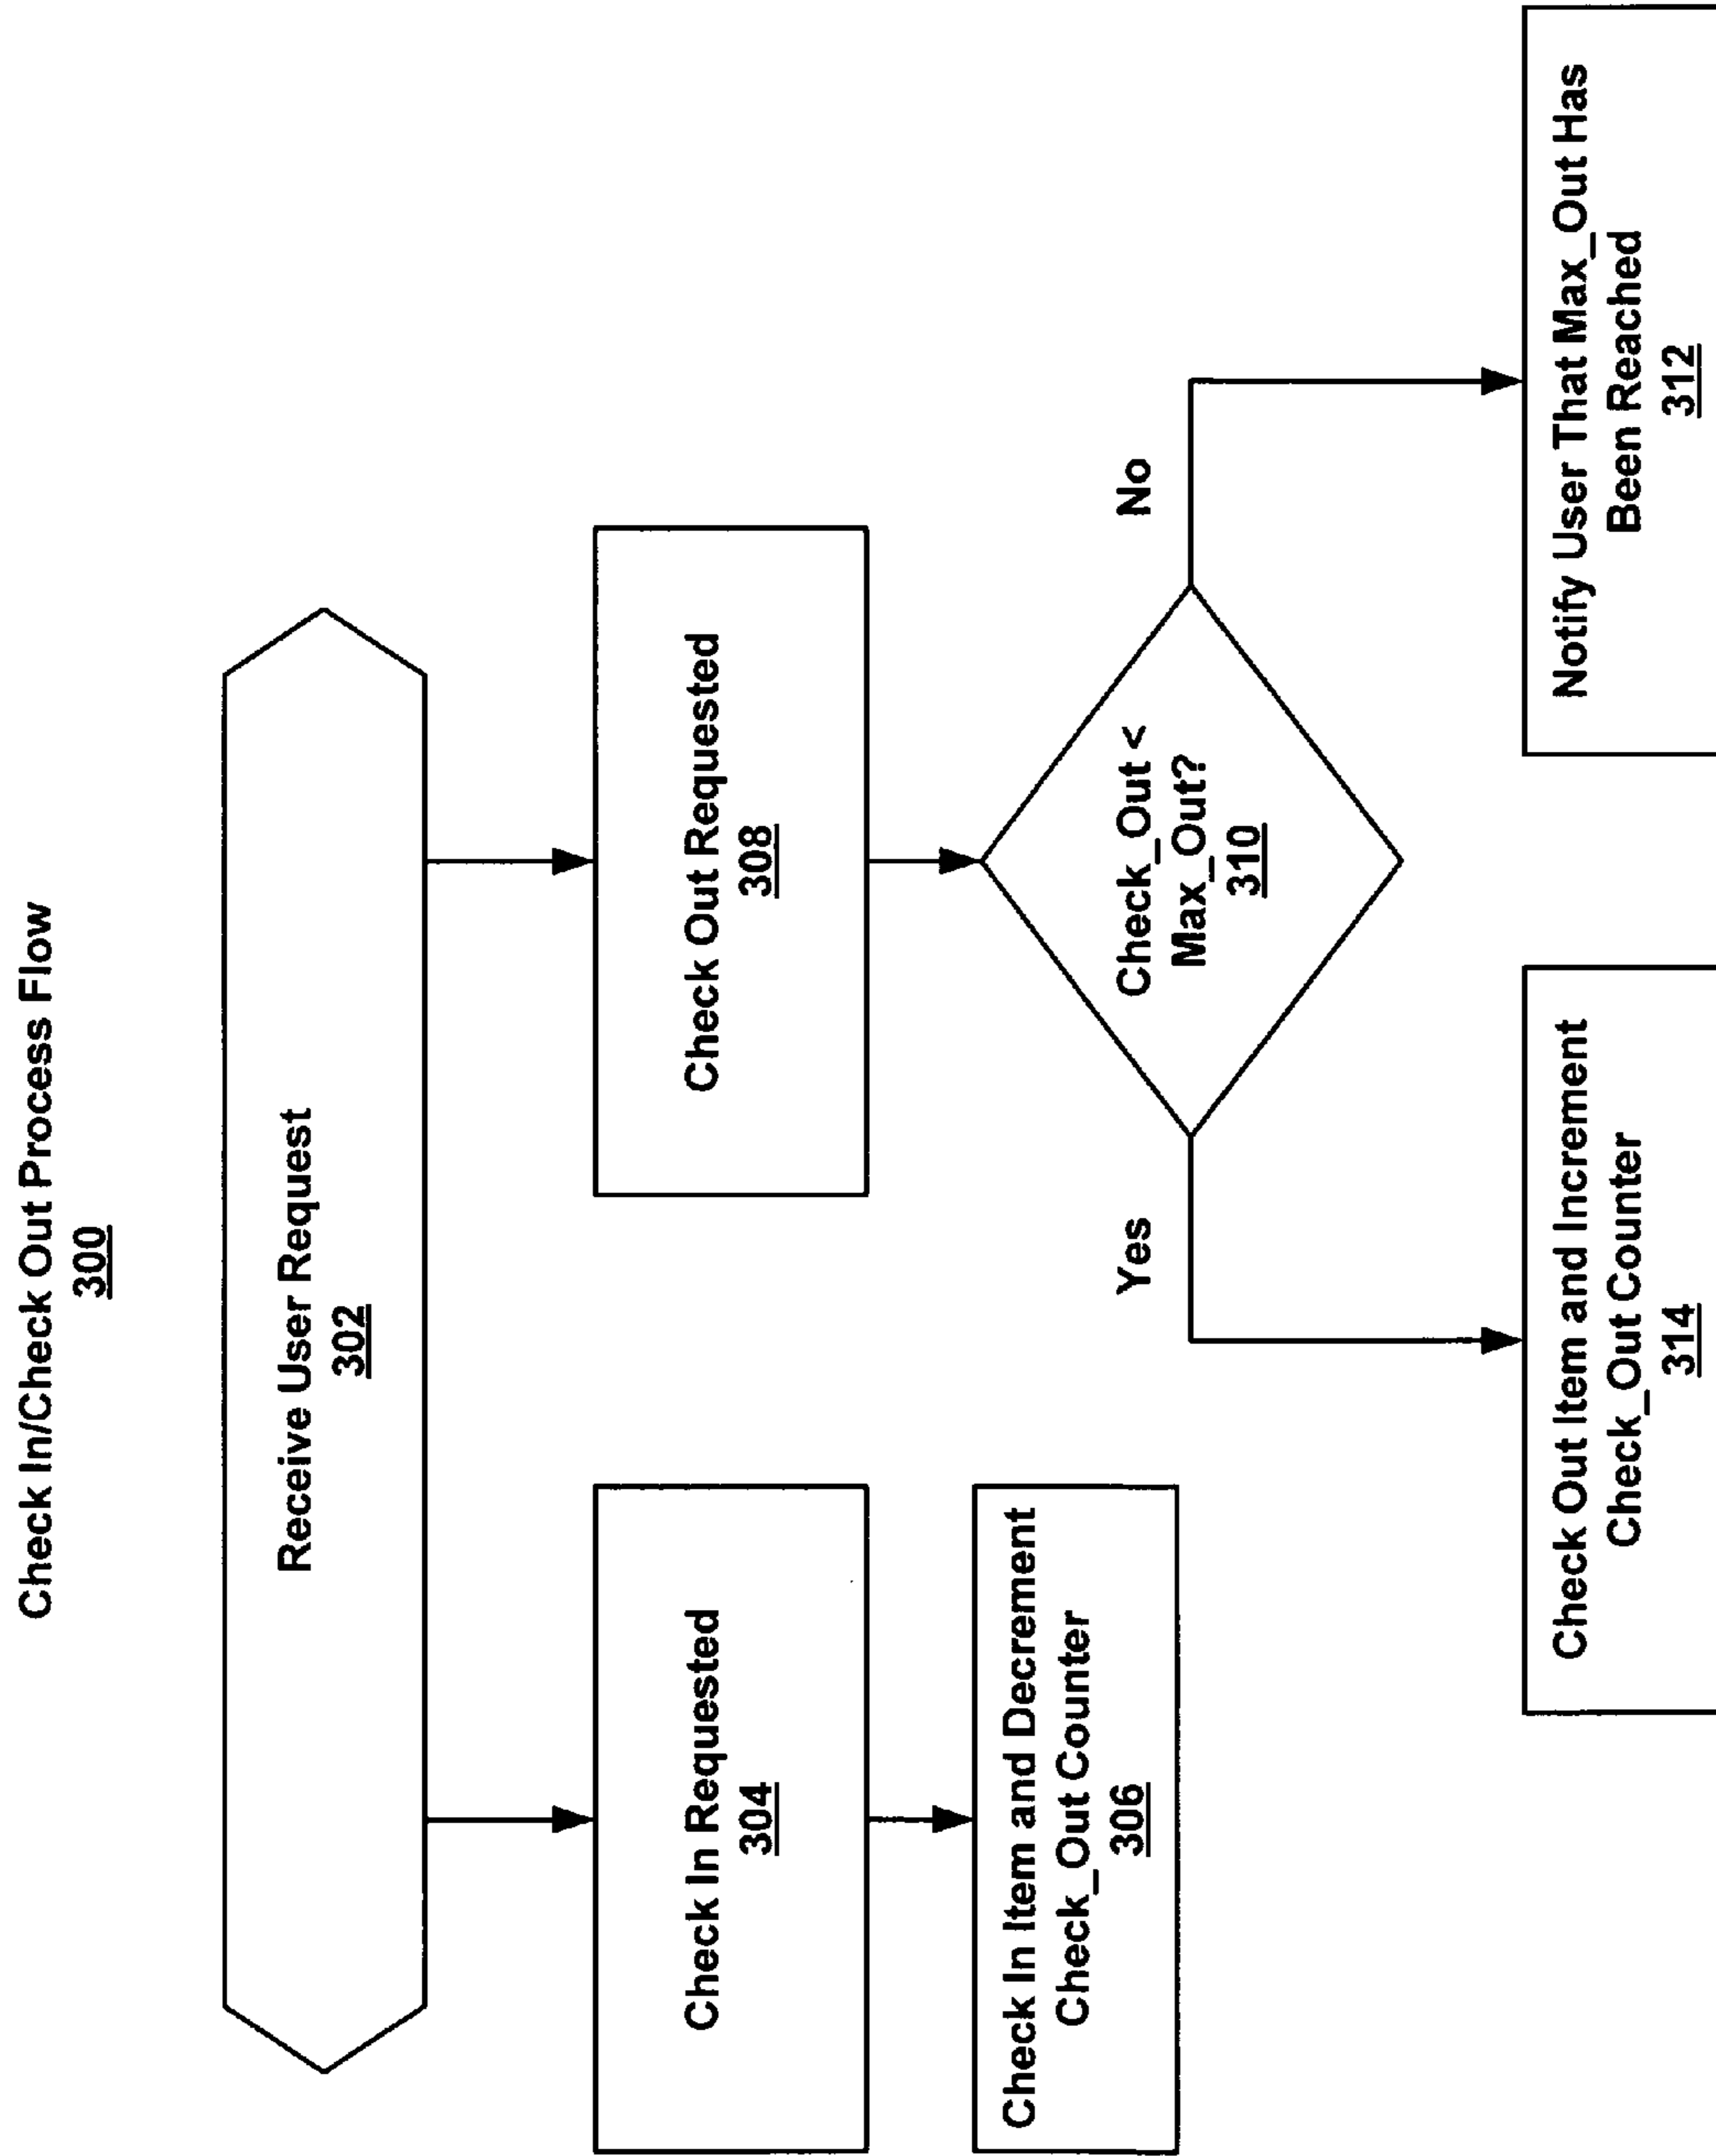 Check In/Check Out Process Flow
300
Receive User Request
302
Check In Requested
304
Check Out Requested
308
Check In Item and Decrement
Check_Out Counter
306
Check_Out <
Max_Out?
310
Yes
No
Check Out Item and Increment
Check_Out Counter
314
Notify User That Max_Out Has
Been Reached
312